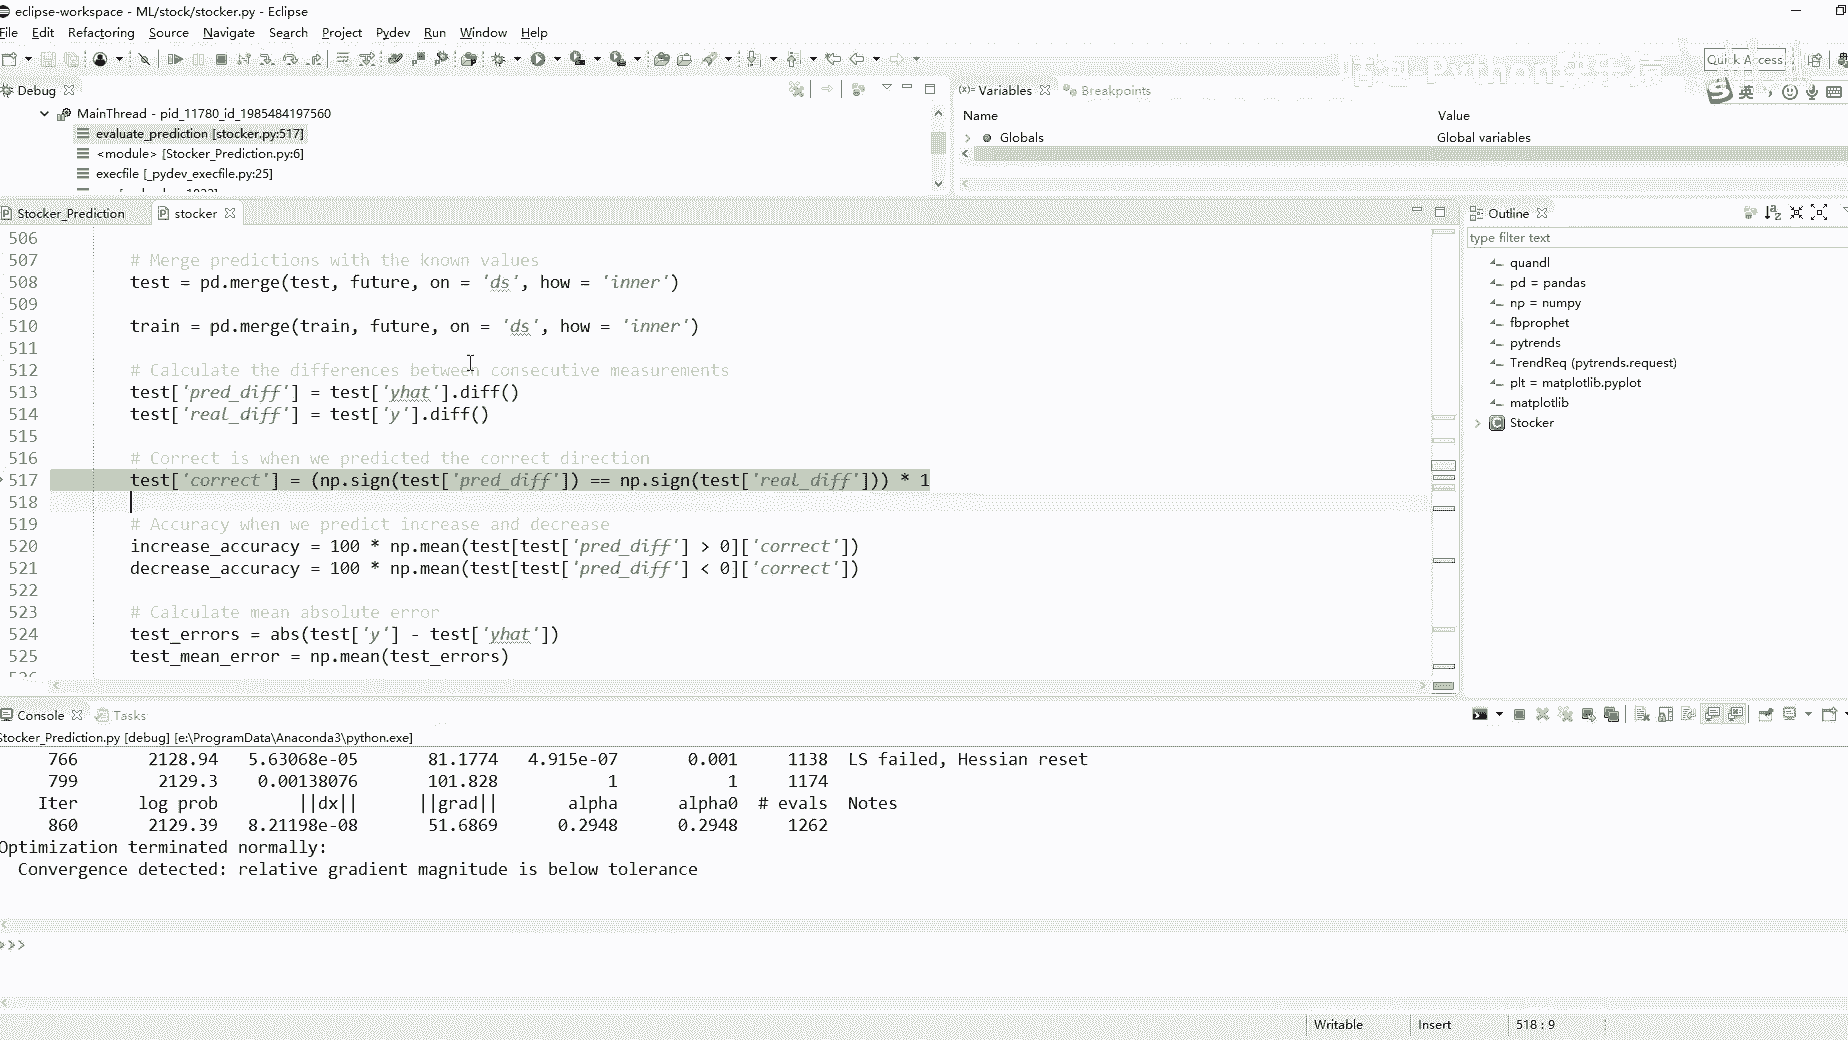 eclipse-workspace - ML/stock/stocker.py - Eclipse
File Edit Refactoring Source Navigate Search Project Pydev Run Window Help
Quick Access
英
Debug
MainThread - pid_11780_id_1985484197560
evaluate_prediction [stocker.py:517]
<module> [Stocker_Prediction.py:6]
execfile [_pydev_execfile.py:25]
(x)= Variables Breakpoints
Name Value
Globals Global variables
Stocker_Prediction stocker
506
507 # Merge predictions with the known values
508 test = pd.merge(test, future, on = 'ds', how = 'inner')
509
510 train = pd.merge(train, future, on = 'ds', how = 'inner')
511
512 # Calculate the differences between consecutive measurements
513 test['pred_diff'] = test['yhat'].diff()
514 test['real_diff'] = test['y'].diff()
515
516 # Correct is when we predicted the correct direction
517 test['correct'] = (np.sign(test['pred_diff']) == np.sign(test['real_diff'])) * 1
518
519 # Accuracy when we predict increase and decrease
520 increase_accuracy = 100 * np.mean(test[test['pred_diff'] > 0]['correct'])
521 decrease_accuracy = 100 * np.mean(test[test['pred_diff'] < 0]['correct'])
522
523 # Calculate mean absolute error
524 test_errors = abs(test['y'] - test['yhat'])
525 test_mean_error = np.mean(test_errors)
Outline
type filter text
quandl
pd = pandas
np = numpy
fbprophet
pytrends
TrendReq (pytrends.request)
plt = matplotlib.pyplot
matplotlib
Stocker
Console Tasks
Stocker_Prediction.py [debug] [e:\ProgramData\Anaconda3\python.exe]
766 2128.94 5.63068e-05 81.1774 4.915e-07 0.001 1138 LS failed, Hessian reset
799 2129.3 0.00138076 101.828 1 1 1174
Iter log prob ||dx|| ||grad|| alpha alpha0 # evals Notes
860 2129.39 8.21198e-08 51.6869 0.2948 0.2948 1262
Optimization terminated normally:
Convergence detected: relative gradient magnitude is below tolerance
>>>
Writable Insert 518 : 9